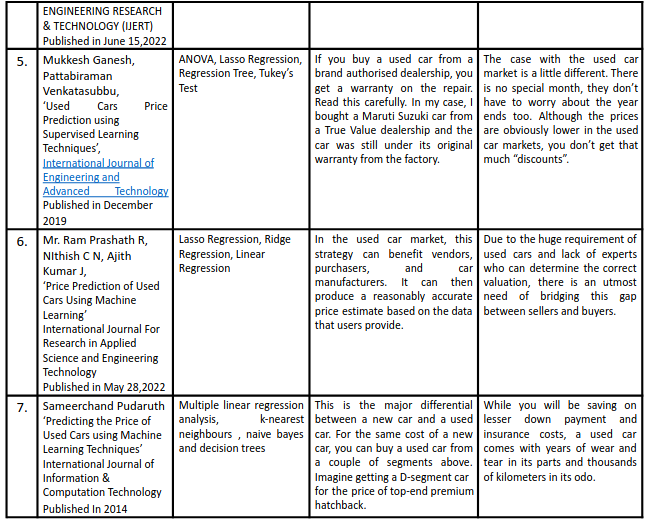 ENGINEERING RESEARCH
& TECHNOLOGY (IJERT)
Published in June 15,2022
5.
Mukkesh Ganesh,
Pattabiraman
Venkatasubbu,
‘Used Cars Price
Prediction using
Supervised Learning
Techniques’,
International Journal of
Engineering and
Advanced Technology
Published in December
2019
ANOVA, Lasso Regression,
Regression Tree, Tukey’s
Test
If you buy a used car from a
brand authorised dealership, you
get a warranty on the repair.
Read this carefully. In my case, I
bought a Maruti Suzuki car from
a True Value dealership and the
car was still under its original
warranty from the factory.
The case with the used car
market is a little different. There
is no special month, they don’t
have to worry about the year
ends too. Although the prices
are obviously lower in the used
car markets, you don’t get that
much “discounts”.
6.
Mr. Ram Prashath R,
NIthish C N, Ajith
Kumar J,
‘Price Prediction of Used
Cars Using Machine
Learning’
International Journal For
Research in Applied
Science and Engineering
Technology
Published in May 28,2022
Lasso Regression, Ridge
Regression, Linear
Regression
In the used car market, this
strategy can benefit vendors,
purchasers, and car
manufacturers. It can then
produce a reasonably accurate
price estimate based on the data
that users provide.
Due to the huge requirement of
used cars and lack of experts
who can determine the correct
valuation, there is an utmost
need of bridging this gap
between sellers and buyers.
7.
Sameerchand Pudaruth
‘Predicting the Price of
Used Cars using Machine
Learning Techniques’
International Journal of
Information &
Computation Technology
Published In 2014
Multiple linear regression
analysis, k-nearest
neighbours , naive bayes
and decision trees
This is the major differential
between a new car and a used
car. For the same cost of a new
car, you can buy a used car from
a couple of segments above.
Imagine getting a D-segment car
for the price of top-end premium
hatchback.
While you will be saving on
lesser down payment and
insurance costs, a used car
comes with years of wear and
tear in its parts and thousands
of kilometers in its odo.